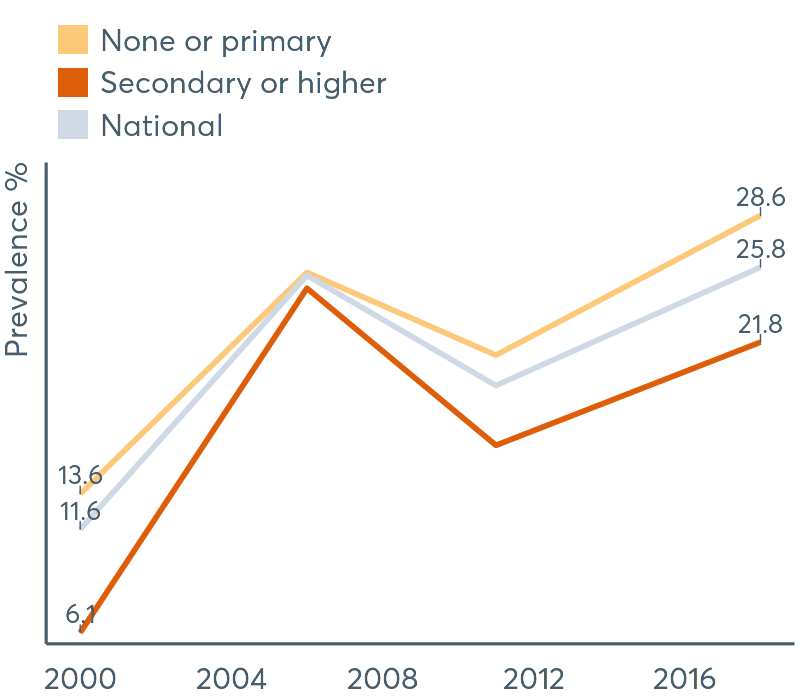 None or primary
Secondary or higher
National
Prevalence %
28.6
25.8
21.8
13.6
11.6
6.1
2000 2004 2008 2012 2016